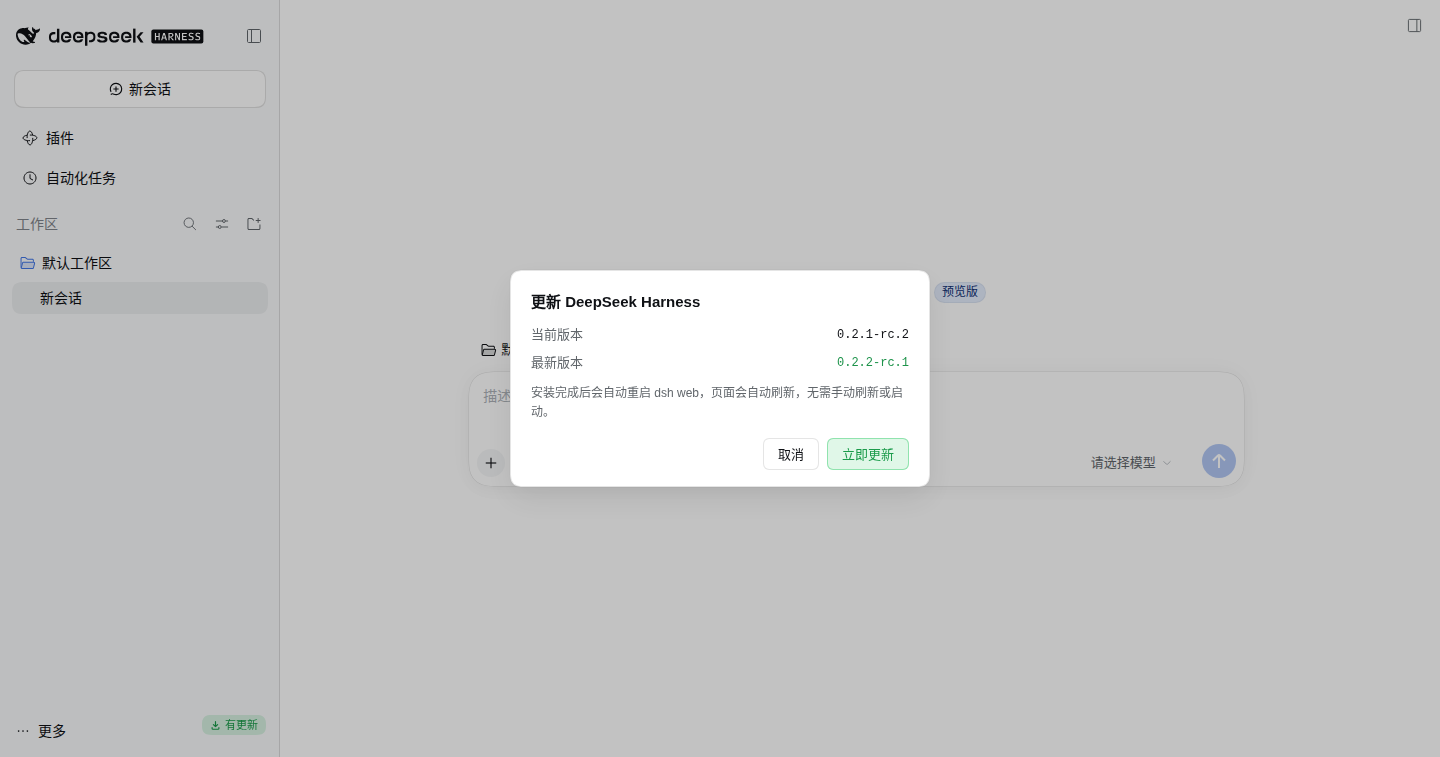 deepseek HARNESS
新会话
插件
自动化任务
工作区
默认工作区
新会话
更多
有更新
预览版
更新 DeepSeek Harness
当前版本 0.2.1-rc.2
最新版本 0.2.2-rc.1
安装完成后会自动重启 dsh web，页面会自动刷新，无需手动刷新或启
动。
取消
立即更新
描述
请选择模型